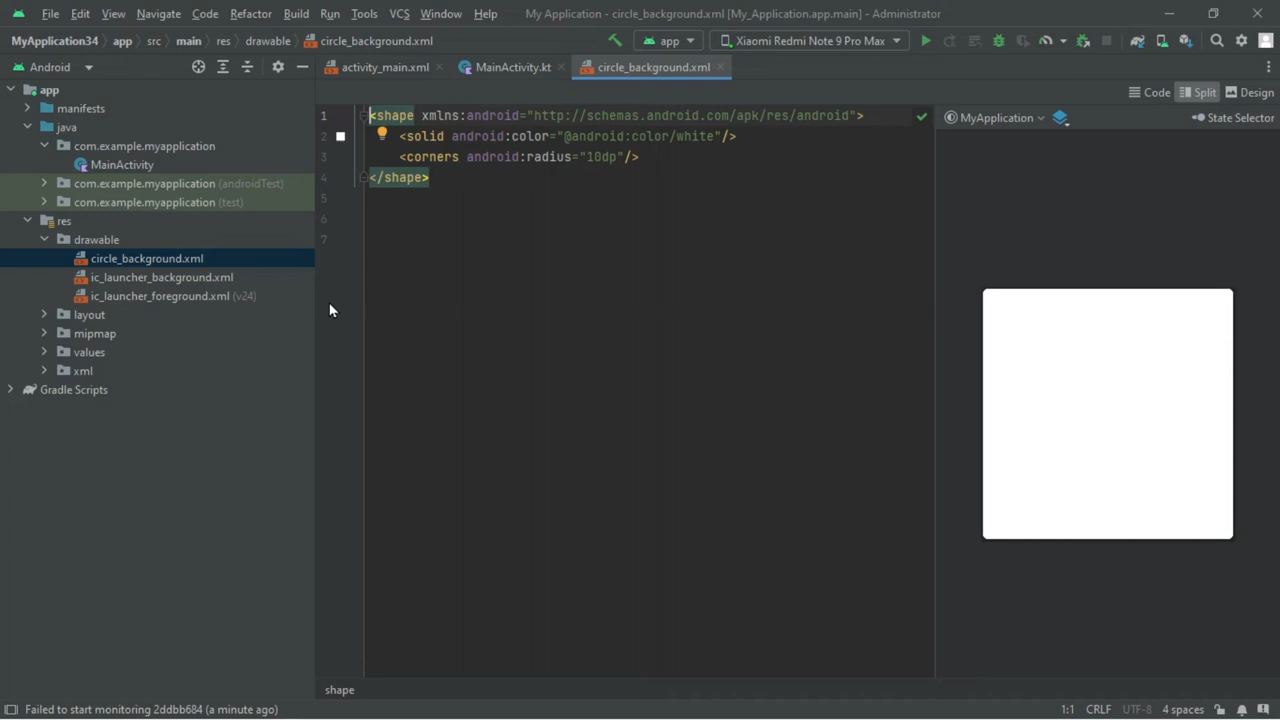 File Edit View Navigate Code Refactor Build Run Tools VCS Window Help My Application - circle_background.xml [My_Application.app.main] - Administrator
MyApplication34 app src main res drawable circle_background.xml app Xiaomi Redmi Note 9 Pro Max
Android activity_main.xml MainActivity.kt circle_background.xml
app
manifests
java
com.example.myapplication
MainActivity
com.example.myapplication (androidTest)
com.example.myapplication (test)
res
drawable
circle_background.xml
ic_launcher_background.xml
ic_launcher_foreground.xml (v24)
layout
mipmap
values
xml
Gradle Scripts
Code Split Design
1 <shape xmlns:android="http://schemas.android.com/apk/res/android">
2 <solid android:color="@android:color/white"/>
3 <corners android:radius="10dp"/>
4 </shape>
5
6
7
MyApplication State Selector
shape
Failed to start monitoring 2ddbb684 (a minute ago) 1:1 CRLF UTF-8 4 spaces